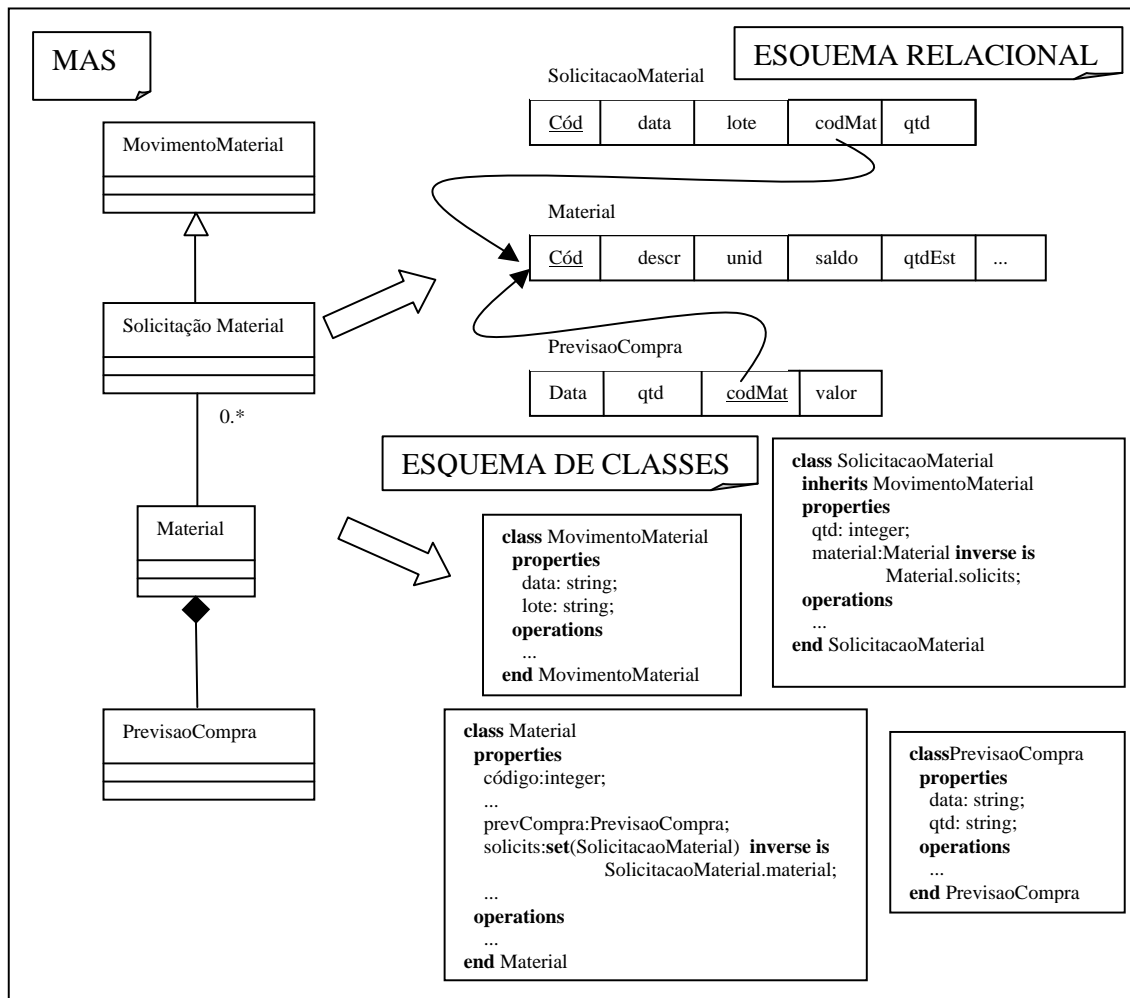 MAS
MovimentoMaterial
Solicitação Material
0.*
Material
PrevisaoCompra
ESQUEMA RELACIONAL
SolicitacaoMaterial
Cód data lote codMat qtd
Material
Cód descr unid saldo qtdEst ...
PrevisaoCompra
Data qtd codMat valor
ESQUEMA DE CLASSES
class MovimentoMaterial
properties
data: string;
lote: string;
operations
...
end MovimentoMaterial
class SolicitacaoMaterial
inherits MovimentoMaterial
properties
qtd: integer;
material:Material inverse is
Material.solicits;
operations
...
end SolicitacaoMaterial
class Material
properties
código:integer;
...
prevCompra:PrevisaoCompra;
solicits:set(SolicitacaoMaterial) inverse is
SolicitacaoMaterial.material;
...
operations
...
end Material
classPrevisaoCompra
properties
data: string;
qtd: string;
operations
...
end PrevisaoCompra